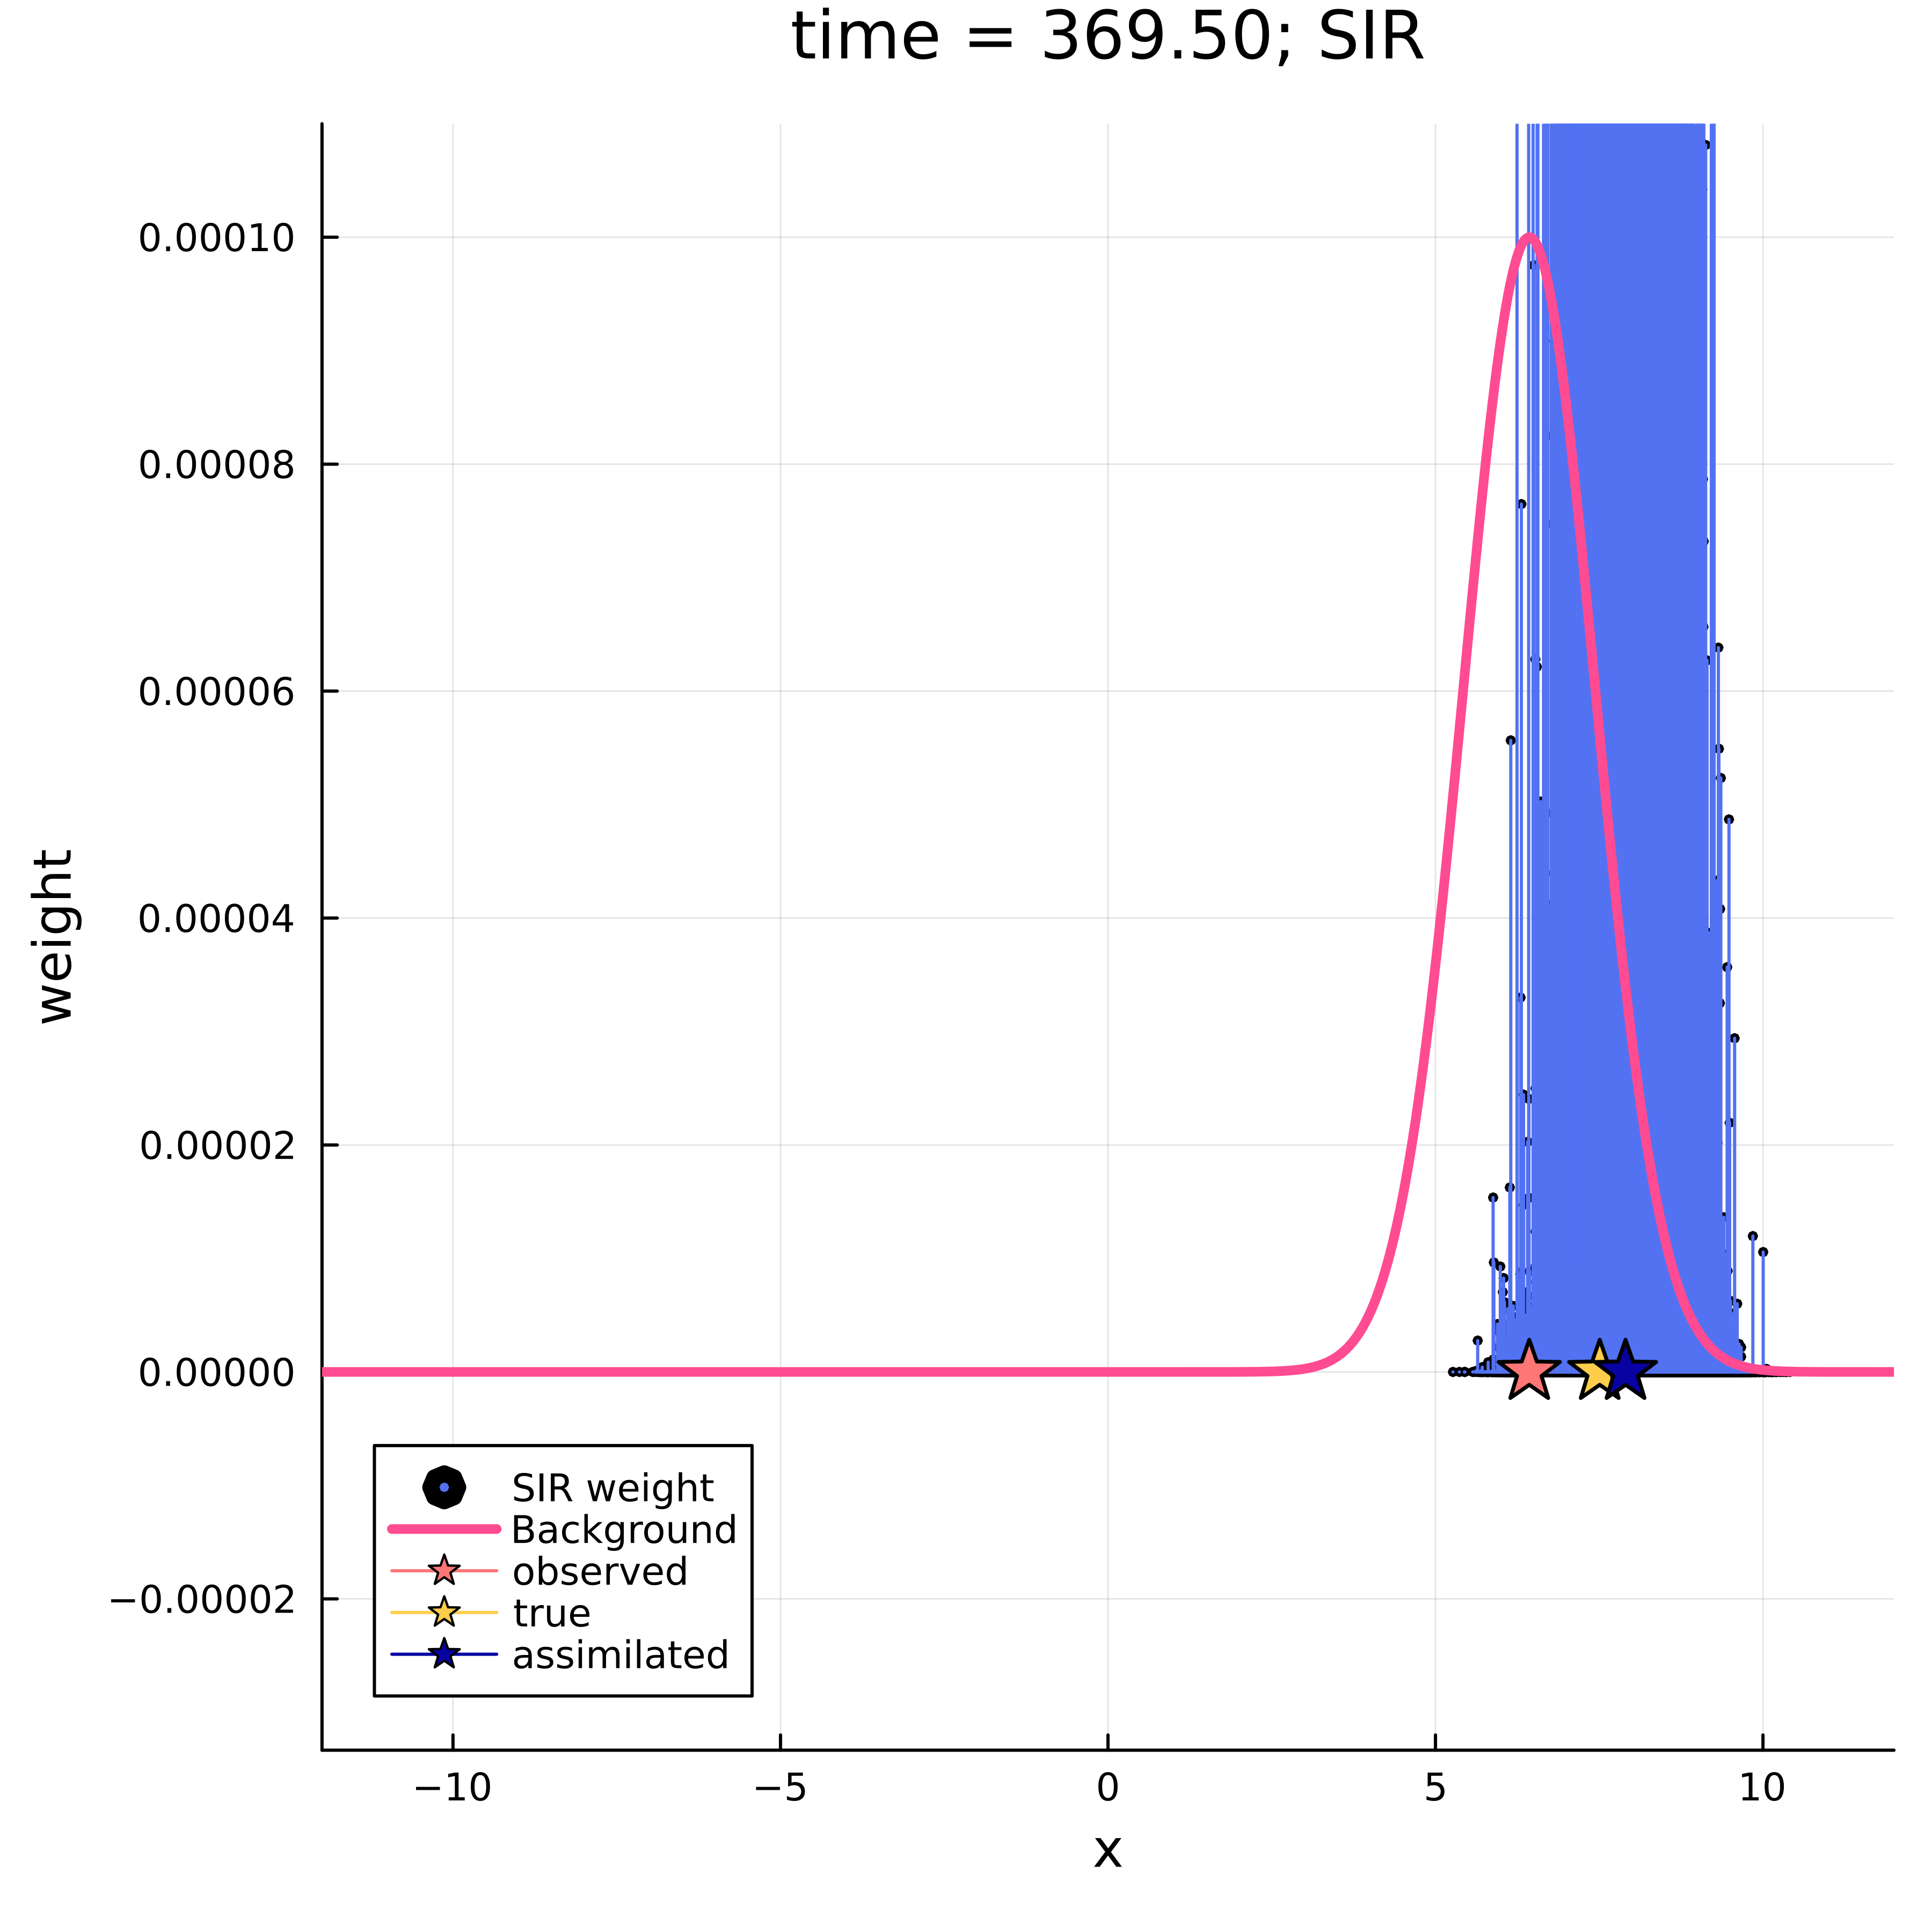 time = 369.50; SIR
weight
0.00010
0.00008
0.00006
0.00004
0.00002
0.00000
−0.00002
SIR weight
Background
observed
true
assimilated
−10
−5
0
5
10
x